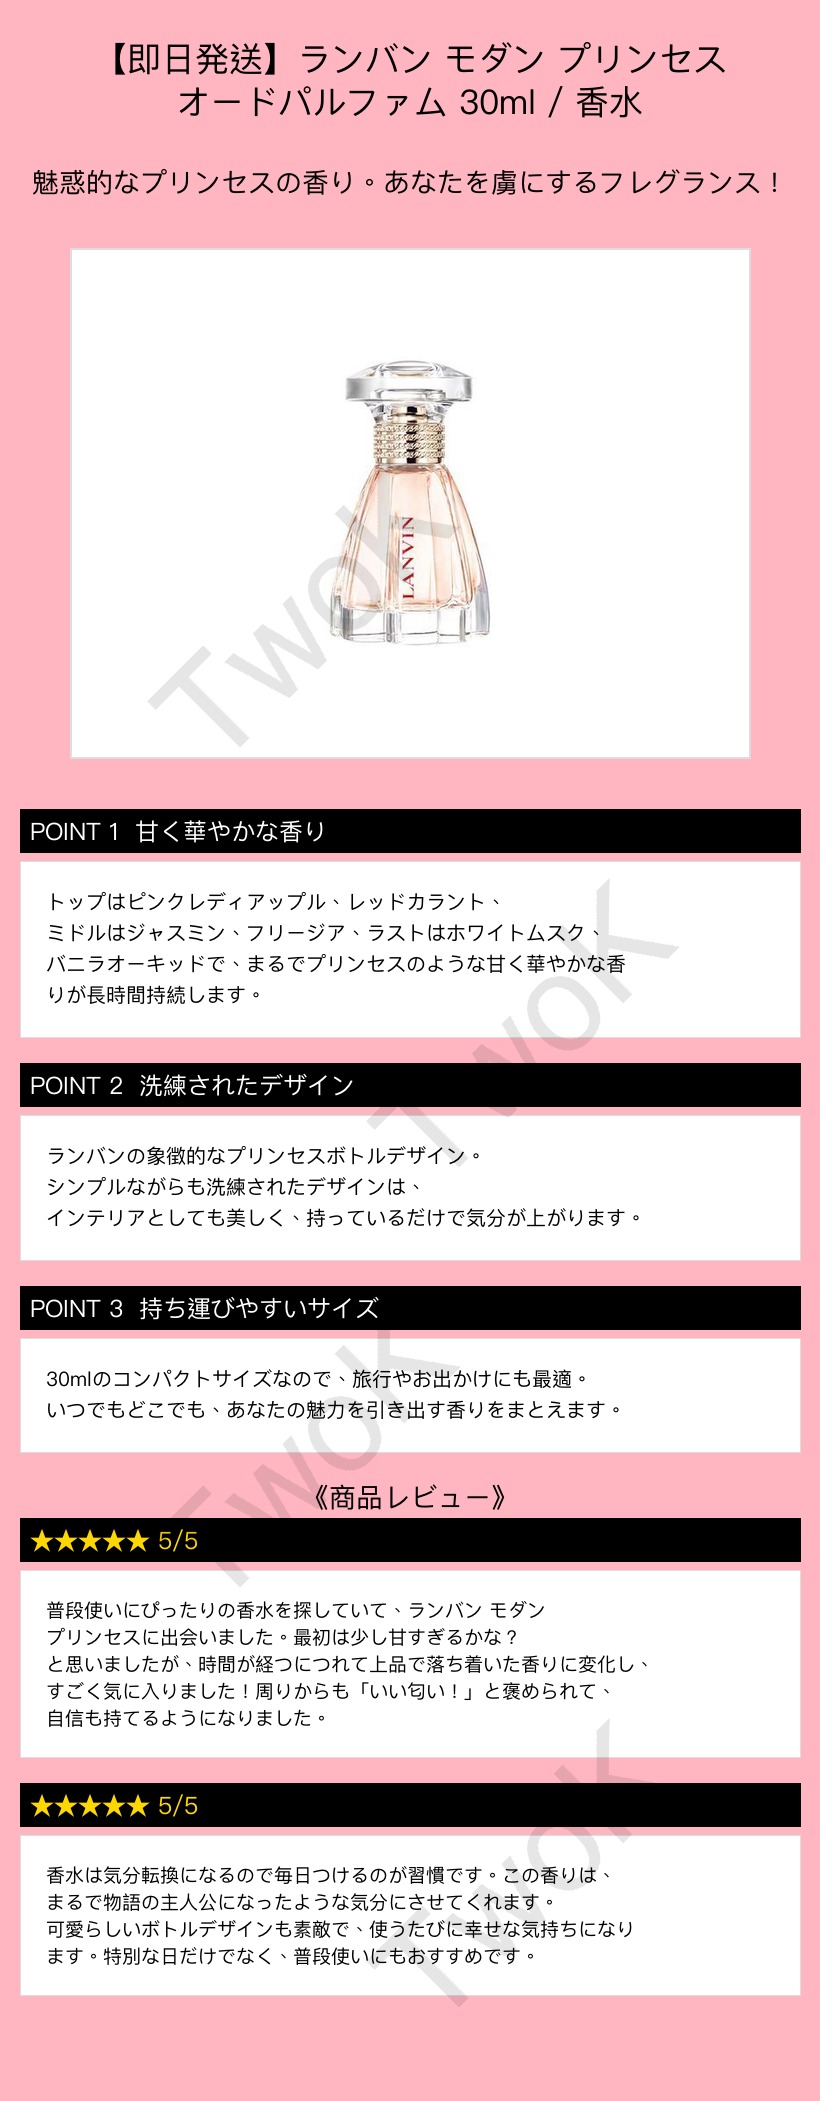 【即日発送】ランバン モダン プリンセス
オードパルファム 30ml / 香水
魅惑的なプリンセスの香り。あなたを虜にするフレグランス！
LANVIN
TwoK
POINT 1 甘く華やかな香り
トップはピンクレディアップル、レッドカラント、
ミドルはジャスミン、フリージア、ラストはホワイトムスク、
バニラオーキッドで、まるでプリンセスのような甘く華やかな香
りが長時間持続します。
TwoK
POINT 2 洗練されたデザイン
ランバンの象徴的なプリンセスボトルデザイン。
シンプルながらも洗練されたデザインは、
インテリアとしても美しく、持っているだけで気分が上がります。
POINT 3 持ち運びやすいサイズ
30mlのコンパクトサイズなので、旅行やお出かけにも最適。
いつでもどこでも、あなたの魅力を引き出す香りをまとえます。
TwoK
《商品レビュー》
★★★★★ 5/5
普段使いにぴったりの香水を探していて、ランバン モダン
プリンセスに出会いました。最初は少し甘すぎるかな？
と思いましたが、時間が経つにつれて上品で落ち着いた香りに変化し、
すごく気に入りました！周りからも「いい匂い！」と褒められて、
自信も持てるようになりました。
★★★★★ 5/5
香水は気分転換になるので毎日つけるのが習慣です。この香りは、
まるで物語の主人公になったような気分にさせてくれます。
可愛らしいボトルデザインも素敵で、使うたびに幸せな気持ちになり
ます。特別な日だけでなく、普段使いにもおすすめです。
TwoK